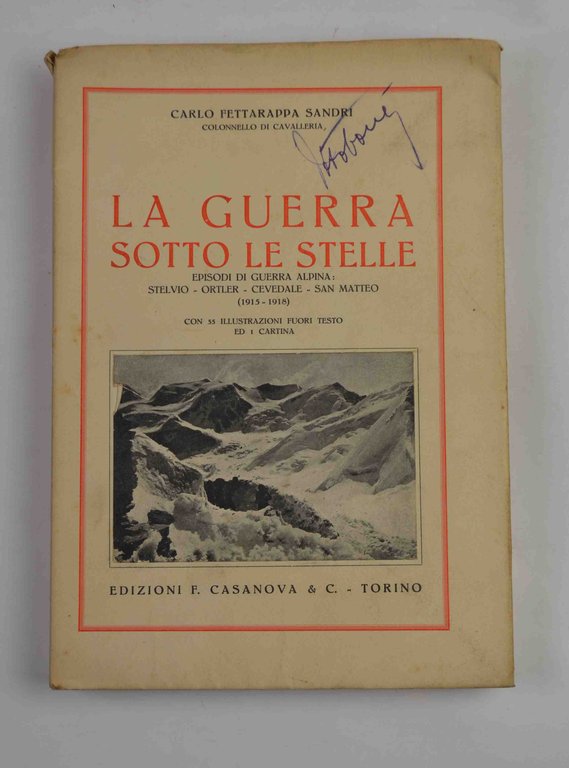 CARLO FETTARAPPA SANDRI
COLONNELLO DI CAVALLERIA
LA GUERRA
SOTTO LE STELLE
EPISODI DI GUERRA ALPINA:
STELVIO - ORTLER - CEVEDALE - SAN MATTEO
(1915-1918)
CON 55 ILLUSTRAZIONI FUORI TESTO
ED 1 CARTINA
EDIZIONI F. CASANOVA & C. - TORINO